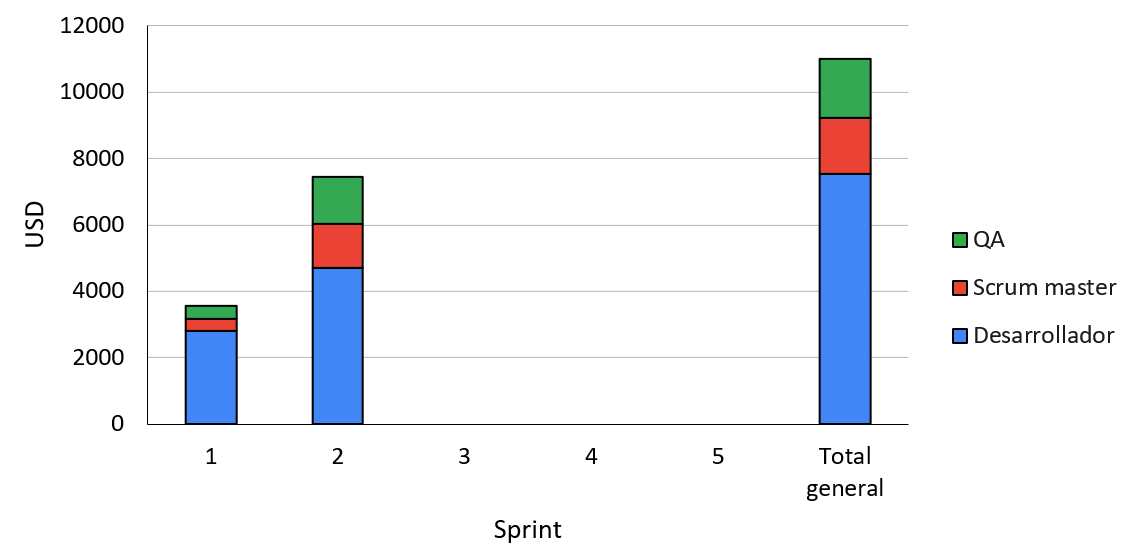 12000
10000
8000
6000
4000
2000
0
USD
1
2
3
4
5
Total
general
Sprint
QA
Scrum master
Desarrollador